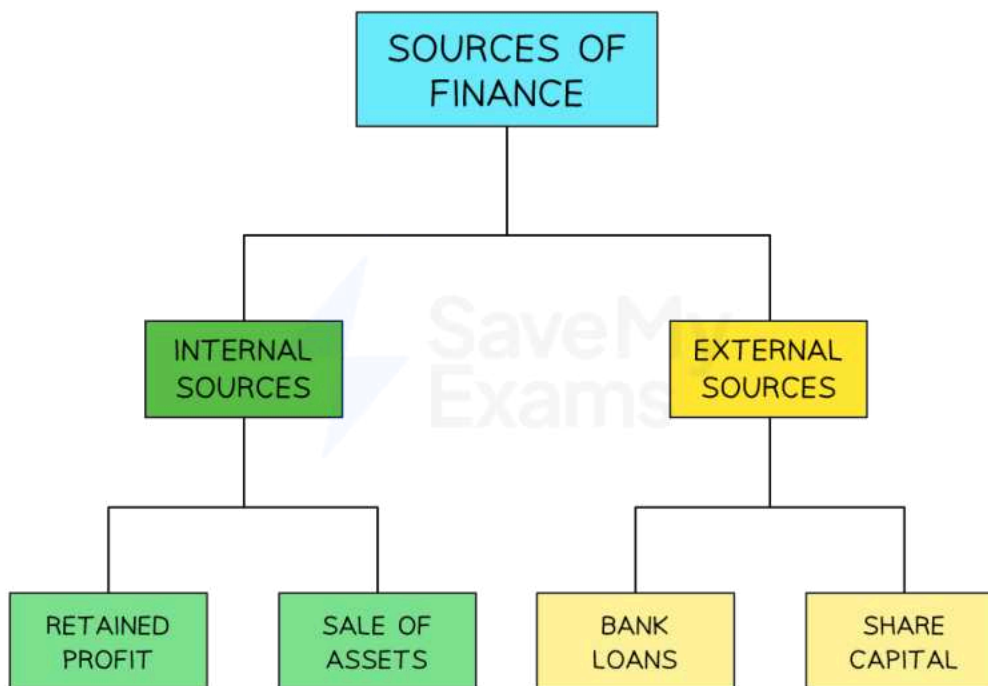 SOURCES OF
FINANCE
INTERNAL
SOURCES
EXTERNAL
SOURCES
SaveMy
Exams
RETAINED
PROFIT
SALE OF
ASSETS
BANK
LOANS
SHARE
CAPITAL